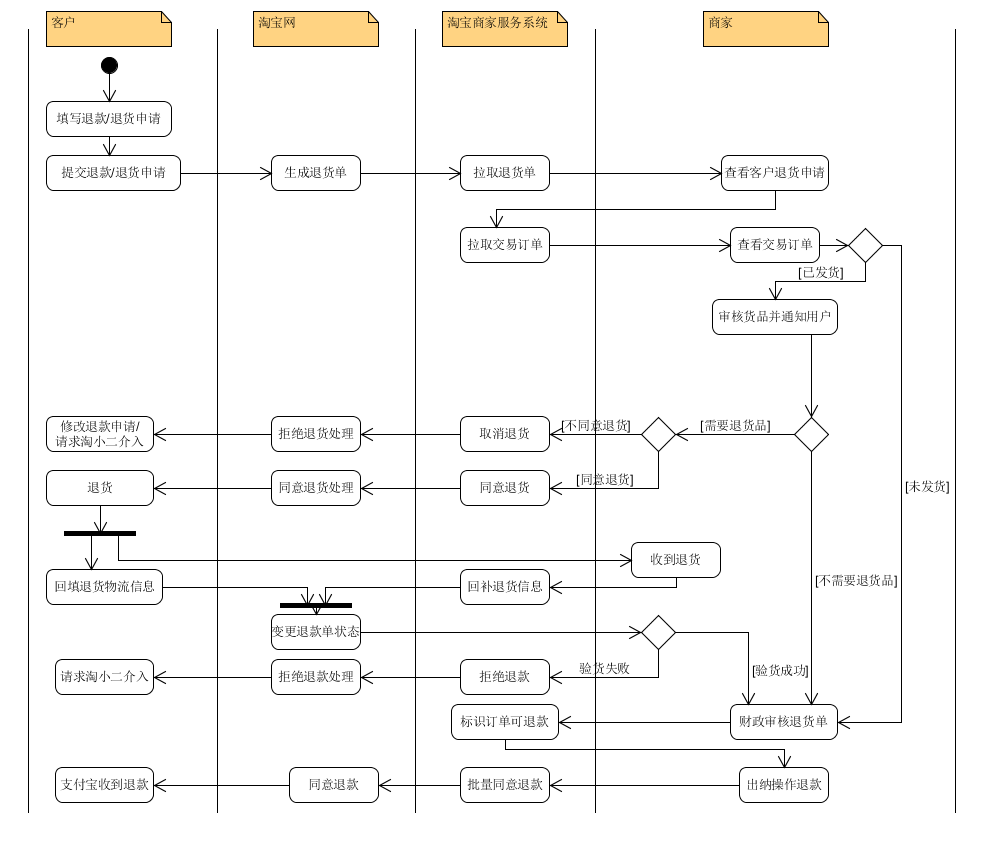 客户
淘宝网
淘宝商家服务系统
商家
填写退款/退货申请
提交退款/退货申请
生成退货单
拉取退货单
查看客户退货申请
拉取交易订单
查看交易订单
[已发货]
审核货品并通知用户
修改退款申请/
请求淘小二介入
拒绝退货处理
取消退货
[不同意退货]
[需要退货品]
退货
同意退货处理
同意退货
[同意退货]
[未发货]
收到退货
回填退货物流信息
回补退货信息
[不需要退货品]
变更退款单状态
请求淘小二介入
拒绝退款处理
拒绝退款
验货失败
[验货成功]
标识订单可退款
财政审核退货单
支付宝收到退款
同意退款
批量同意退款
出纳操作退款